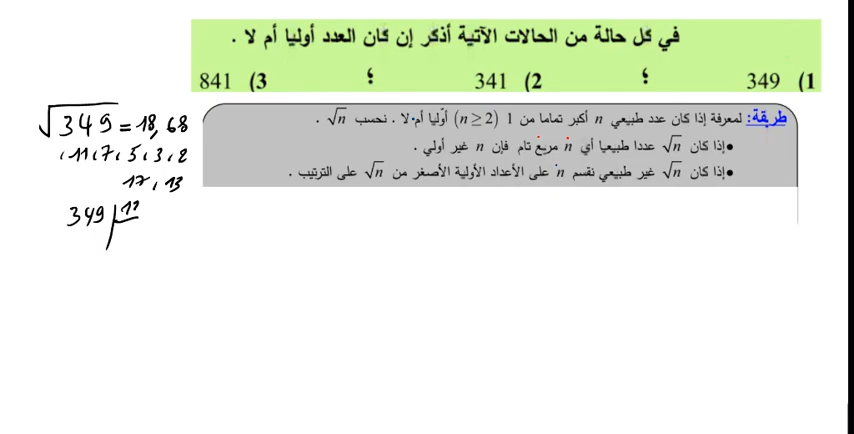 في كل حالة من الحالات الآتية أذكر إن كان العدد أوليا أم لا .
1) 349 ؛ 2) 341 ؛ 3) 841
طريقة: لمعرفة إذا كان عدد طبيعي n أكبر تماما من 1 (n ≥ 2) أوّليا أم لا . نحسب √n .
•إذا كان √n عددا طبيعيا أي n مربع تام فإن n غير أولي .
•إذا كان √n غير طبيعي نقسم n على الأعداد الأولية الأصغر من √n على الترتيب .
√349 = 18,68
، 11 ، 7 ، 5 ، 3 ، 2
17 ، 13
349